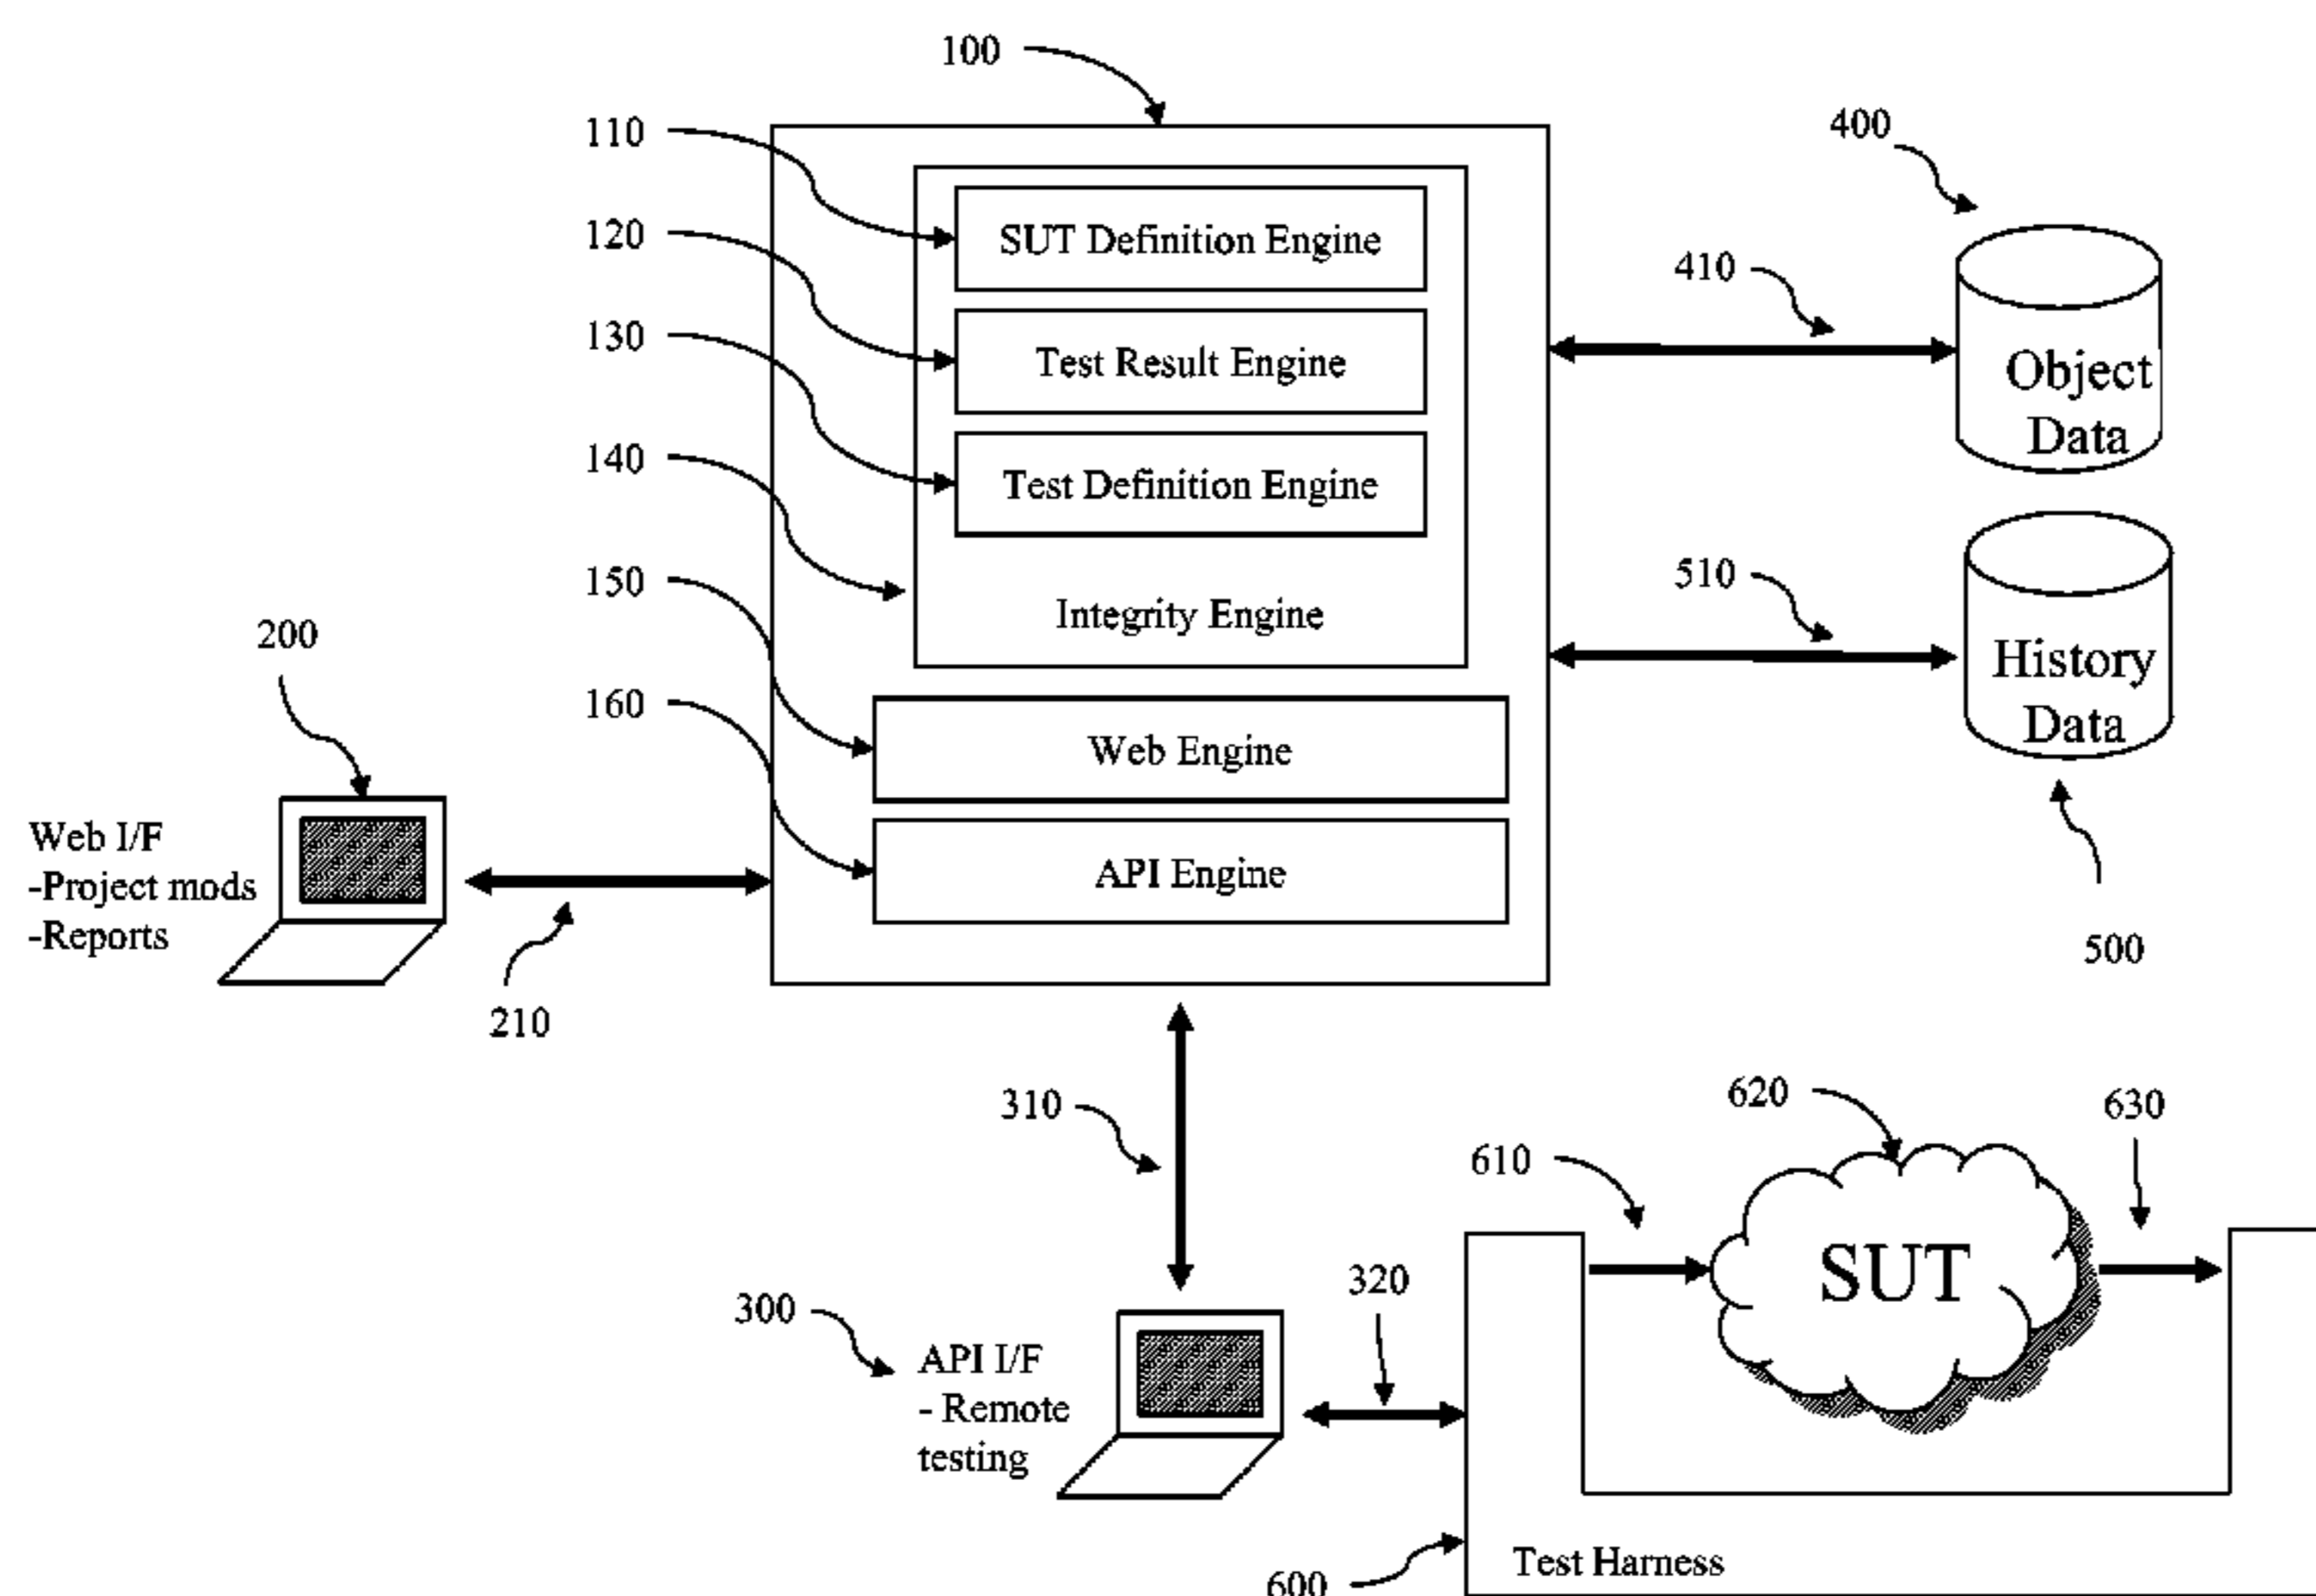 100
110
120
130
140
150
160
SUT Definition Engine
Test Result Engine
Test Definition Engine
Integrity Engine
Web Engine
API Engine
400
410
Object
Data
510
History
Data
500
200
Web I/F
-Project mods
-Reports
210
310
300
API I/F
- Remote
testing
320
610
620
630
SUT
Test Harness
600